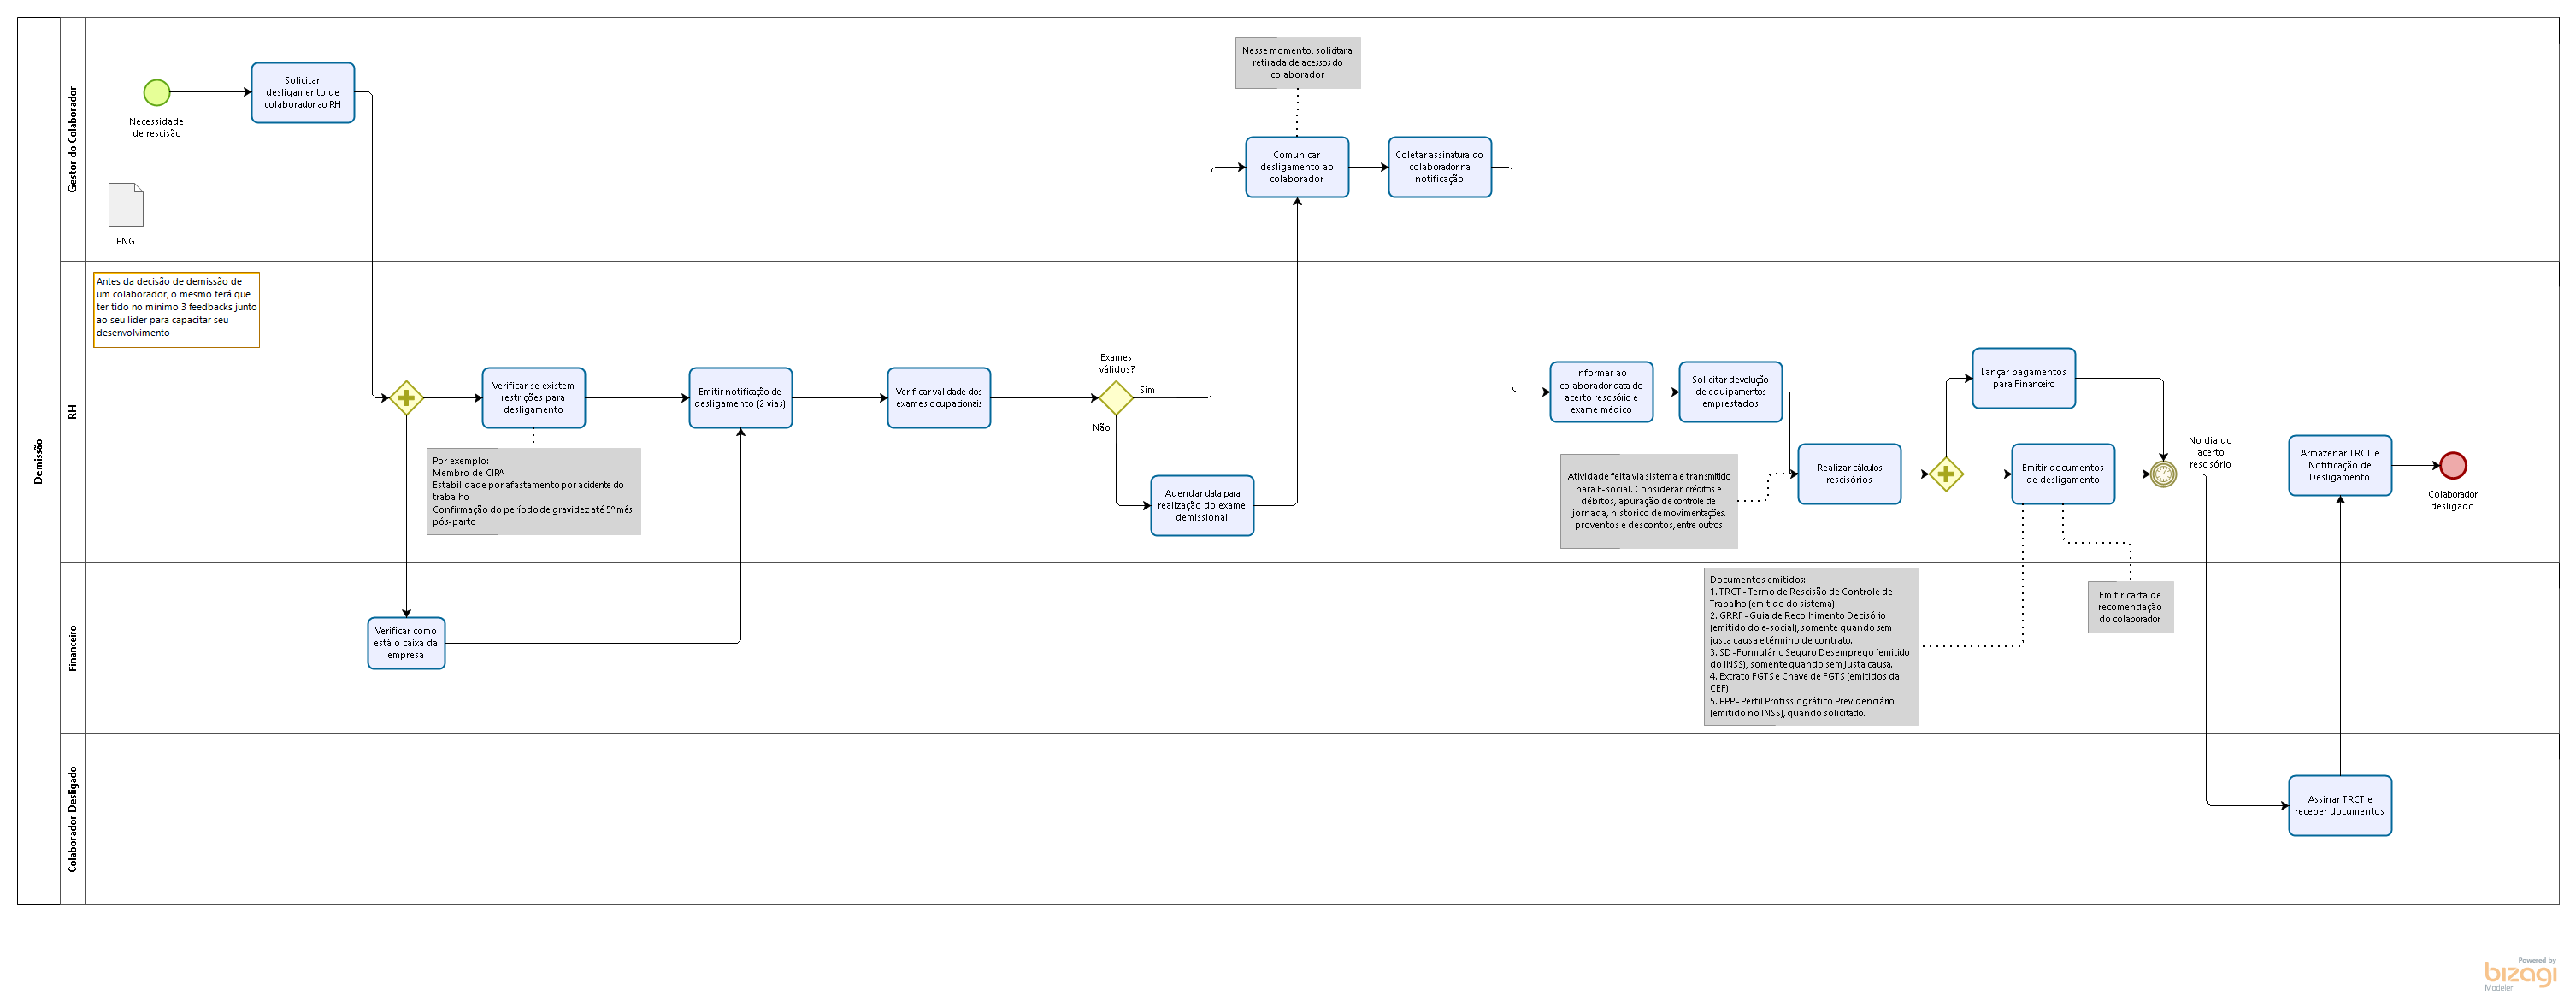 Demissão
Gestor do Colaborador
Necessidade
de rescisão
Solicitar
desligamento de
colaborador ao RH
PNG
Nesse momento, solicitar a
retirada de acessos do
colaborador
Comunicar
desligamento ao
colaborador
Coletar assinatura do
colaborador na
notificação
RH
Antes da decisão de demissão de
um colaborador, o mesmo terá que
ter tido no mínimo 3 feedbacks junto
ao seu lider para capacitar seu
desenvolvimento
Verificar se existem
restrições para
desligamento
Por exemplo:
Membro de CIPA
Estabilidade por afastamento por acidente do
trabalho
Confirmação do período de gravidez até 5º mês
pós-parto
Emitir notificação de
desligamento (2 vias)
Verificar validade dos
exames ocupacionais
Exames
válidos?
Sim
Não
Agendar data para
realização do exame
demissional
Informar ao
colaborador data do
acerto rescisório e
exame médico
Solicitar devolução
de equipamentos
emprestados
Atividade feita via sistema e transmitido
para E-social. Considerar créditos e
débitos, apuração de controle de
jornada, histórico de movimentações,
proventos e descontos, entre outros
Realizar cálculos
rescisórios
Lançar pagamentos
para Financeiro
Emitir documentos
de desligamento
No dia do
acerto
rescisório
Armazenar TRCT e
Notificação de
Desligamento
Colaborador
desligado
Financeiro
Verificar como
está o caixa da
empresa
Documentos emitidos:
1. TRCT - Termo de Rescisão de Controle de
Trabalho (emitido do sistema)
2. GRRF - Guia de Recolhimento Decisório
(emitido do e-social), somente quando sem
justa causa e término de contrato.
3. SD - Formulário Seguro Desemprego (emitido
do INSS), somente quando sem justa causa.
4. Extrato FGTS e Chave de FGTS (emitidos da
CEF)
5. PPP - Perfil Profissiográfico Previdenciário
(emitido no INSS), quando solicitado.
Emitir carta de
recomendação
do colaborador
Colaborador Desligado
Assinar TRCT e
receber documentos
Powered by
bizagi
Modeler